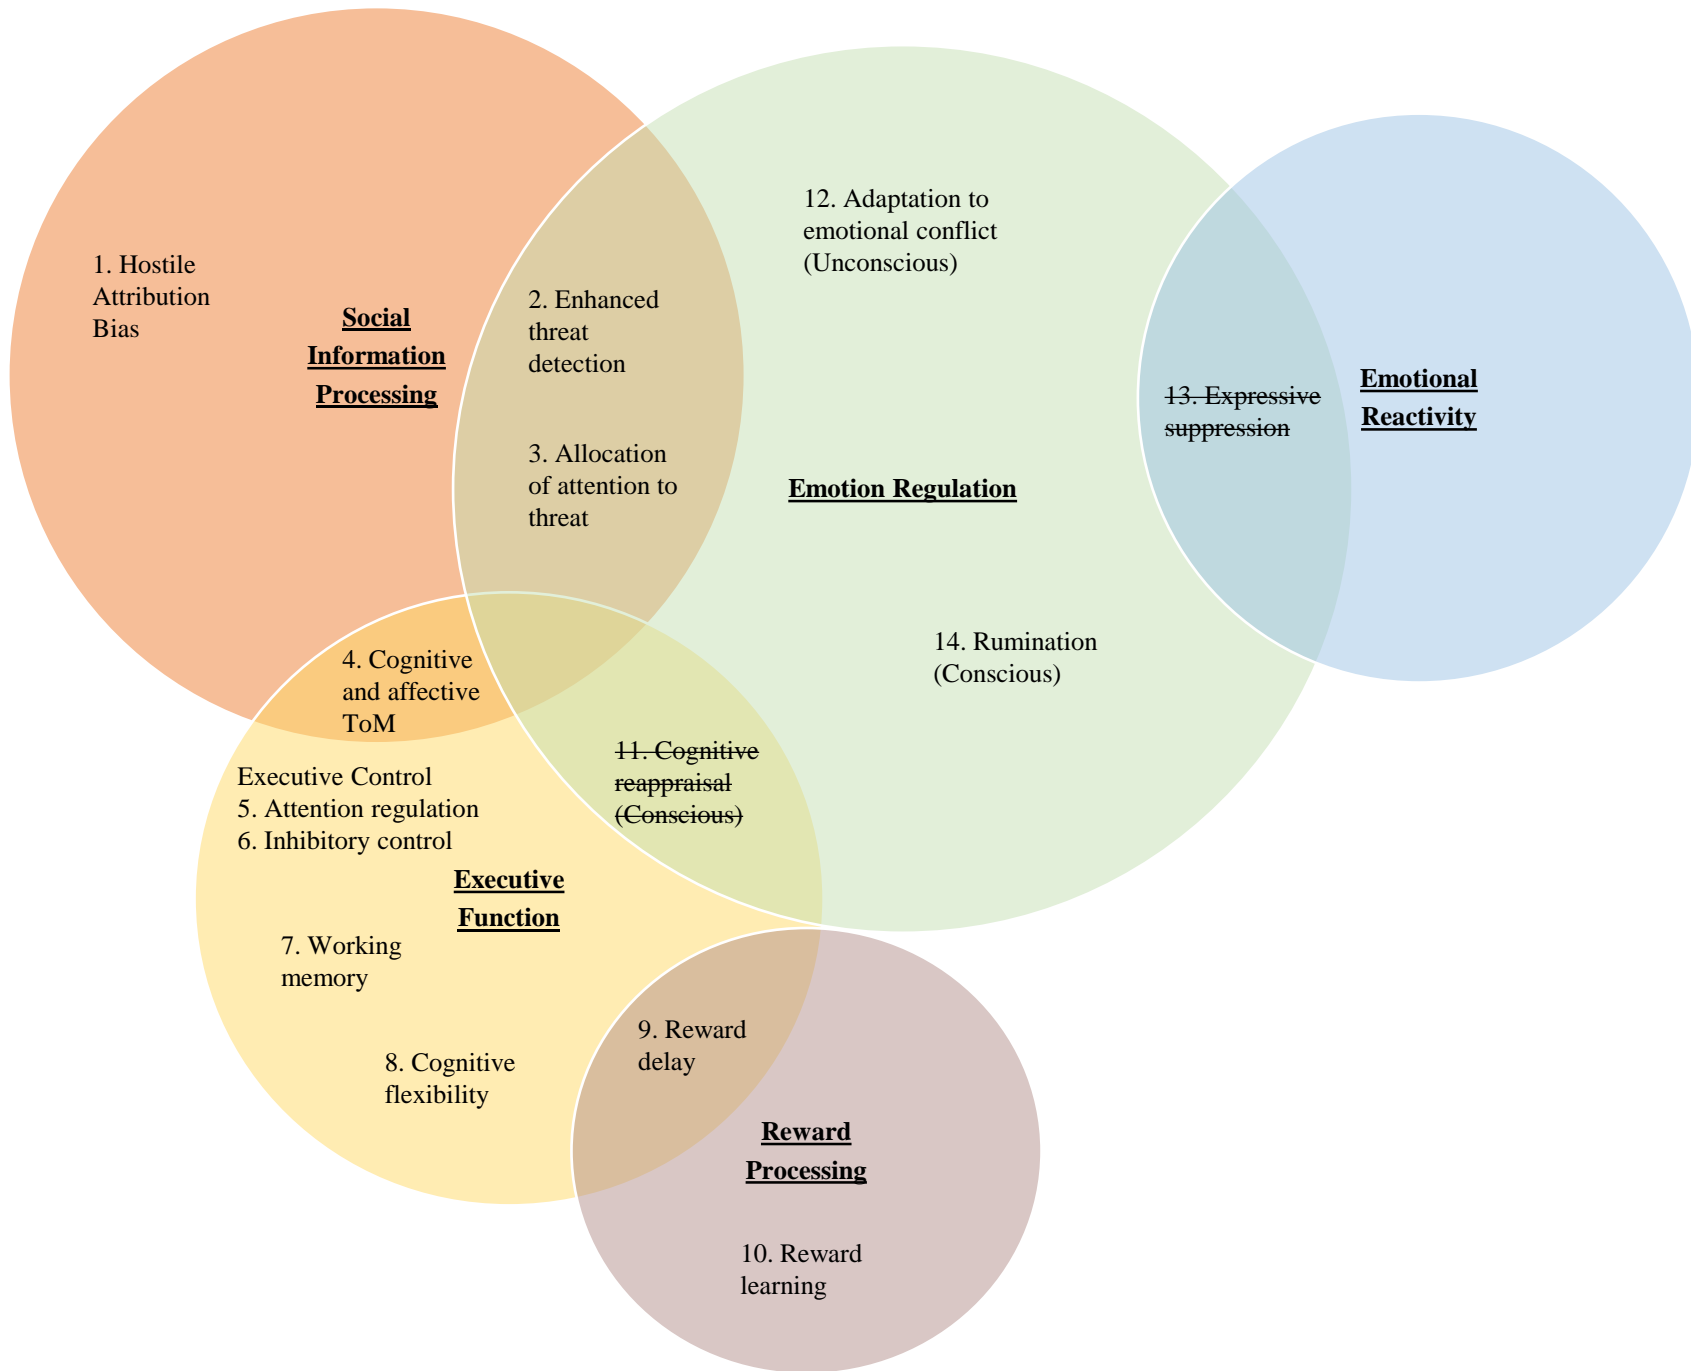 1. Hostile
Attribution
Bias
Social
Information
Processing
2. Enhanced
threat
detection
3. Allocation
of attention to
threat
12. Adaptation to
emotional conflict
(Unconscious)
Emotion Regulation
13. Expressive
suppression
Emotional
Reactivity
14. Rumination
(Conscious)
4. Cognitive
and affective
ToM
11. Cognitive
reappraisal
(Conscious)
Executive Control
5. Attention regulation
6. Inhibitory control
Executive
Function
7. Working
memory
8. Cognitive
flexibility
9. Reward
delay
Reward
Processing
10. Reward
learning